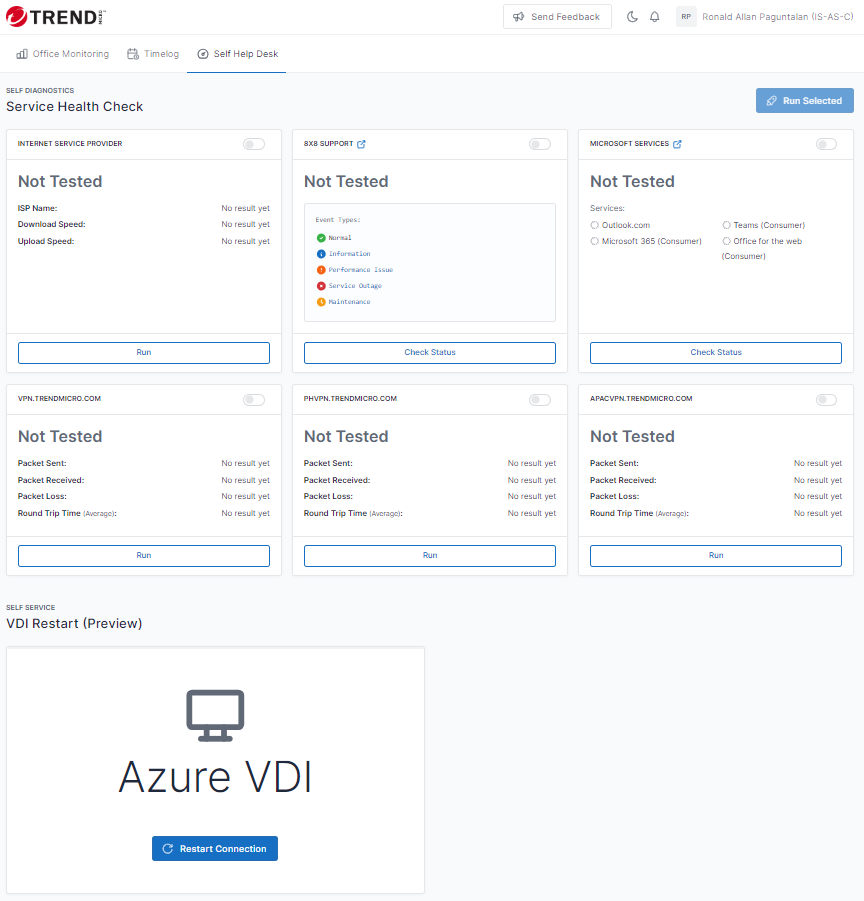 TREND MICRO
Send Feedback
RP
Ronald Allan Paguntalan (IS-AS-C)
Office Monitoring
Timelog
Self Help Desk
SELF DIAGNOSTICS
Service Health Check
Run Selected
INTERNET SERVICE PROVIDER
Not Tested
ISP Name: No result yet
Download Speed: No result yet
Upload Speed: No result yet
Run
8X8 SUPPORT
Not Tested
Event Types:
Normal
Information
Performance Issue
Service Outage
Maintenance
Check Status
MICROSOFT SERVICES
Not Tested
Services:
Outlook.com
Teams (Consumer)
Microsoft 365 (Consumer)
Office for the web
(Consumer)
Check Status
VPN.TRENDMICRO.COM
Not Tested
Packet Sent: No result yet
Packet Received: No result yet
Packet Loss: No result yet
Round Trip Time (Average): No result yet
Run
PHVPN.TRENDMICRO.COM
Not Tested
Packet Sent: No result yet
Packet Received: No result yet
Packet Loss: No result yet
Round Trip Time (Average): No result yet
Run
APACVPN.TRENDMICRO.COM
Not Tested
Packet Sent: No result yet
Packet Received: No result yet
Packet Loss: No result yet
Round Trip Time (Average): No result yet
Run
SELF SERVICE
VDI Restart (Preview)
Azure VDI
Restart Connection